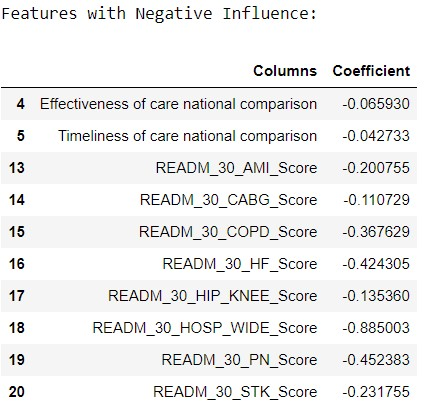 Features with Negative Influence:
Columns Coefficient
4 Effectiveness of care national comparison -0.065930
5 Timeliness of care national comparison -0.042733
13 READM_30_AMI_Score -0.200755
14 READM_30_CABG_Score -0.110729
15 READM_30_COPD_Score -0.367629
16 READM_30_HF_Score -0.424305
17 READM_30_HIP_KNEE_Score -0.135360
18 READM_30_HOSP_WIDE_Score -0.885003
19 READM_30_PN_Score -0.452383
20 READM_30_STK_Score -0.231755